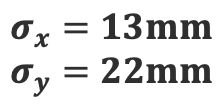 σx = 13mm
σy = 22mm